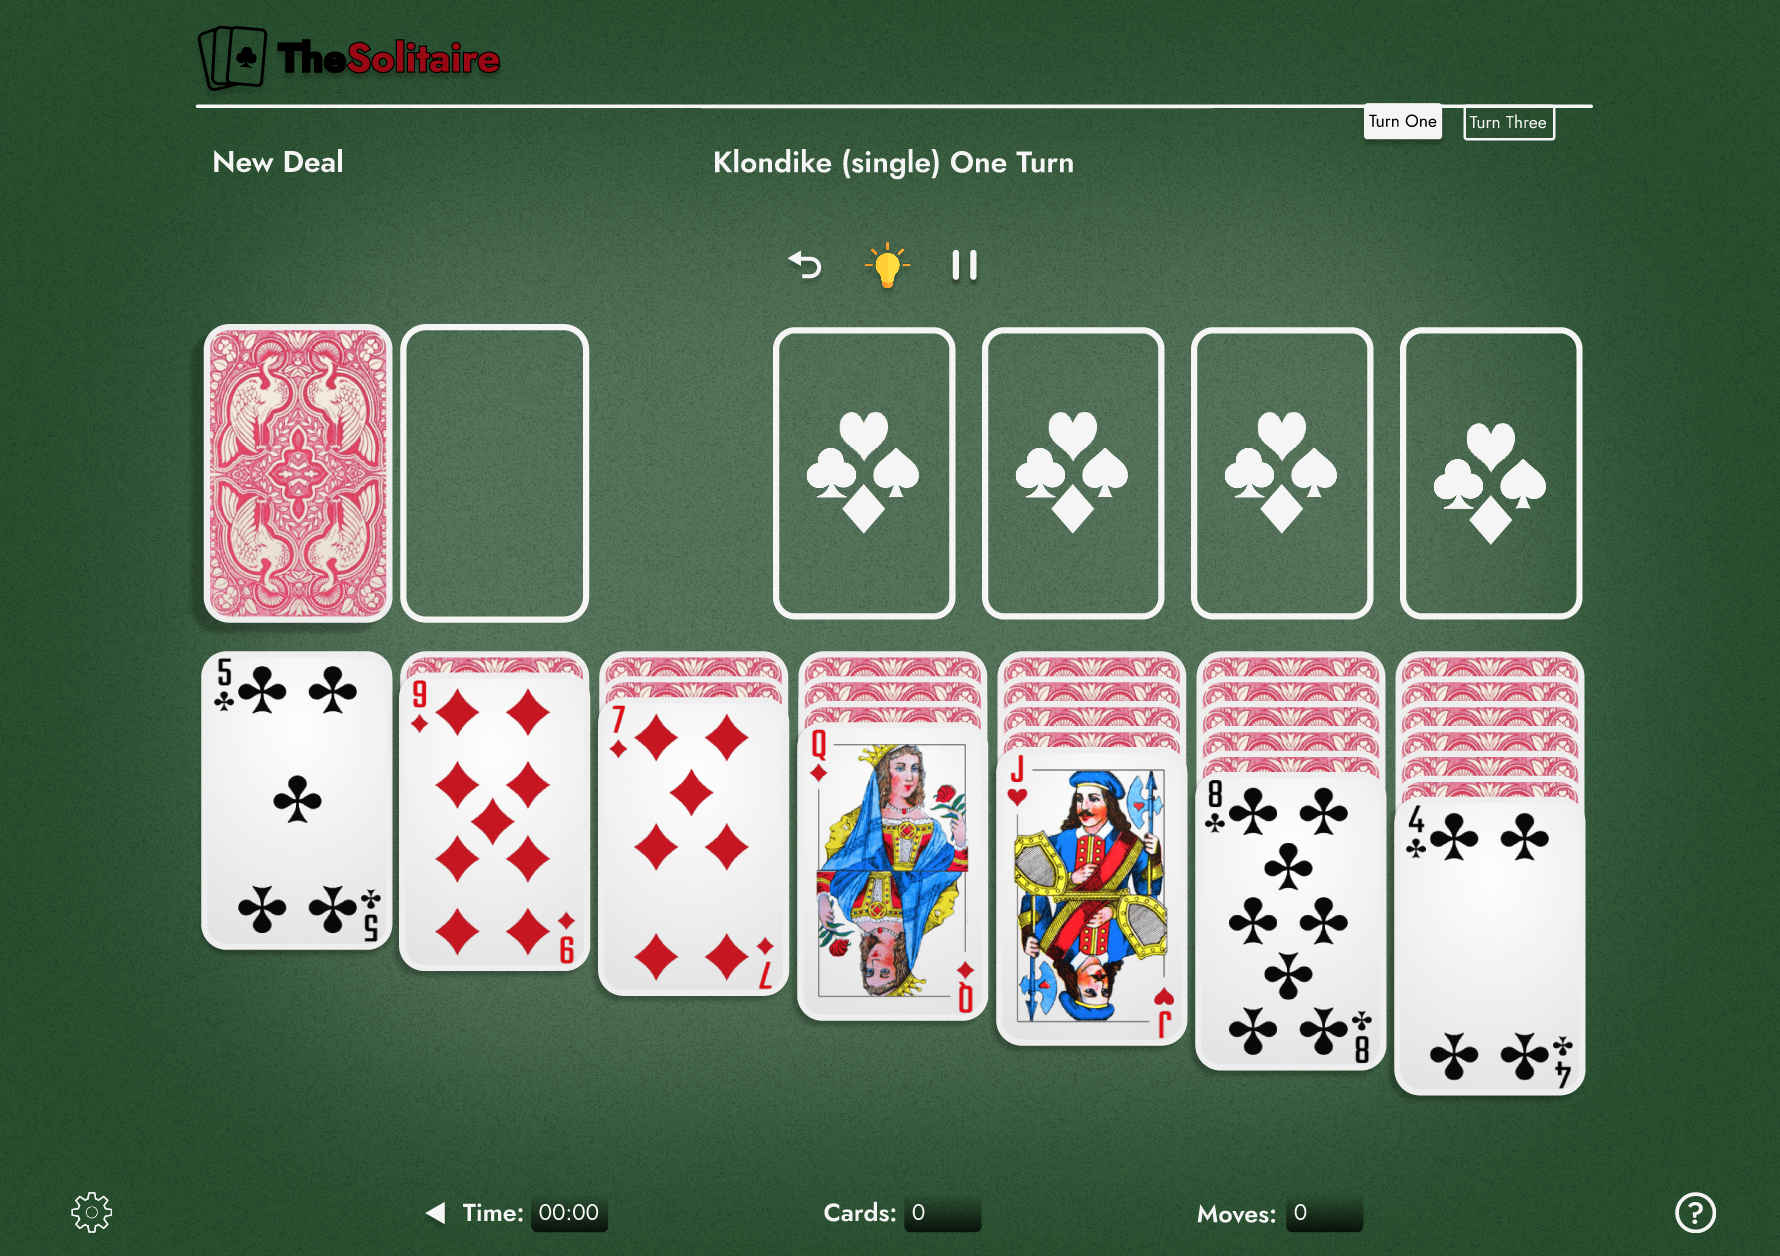 TheSolitaire
Turn One
Turn Three
New Deal
Klondike (single) One Turn
5
9
7
Q
J
8
4
5
9
7
Q
J
8
4
Time: 00:00
Cards: 0
Moves: 0
?